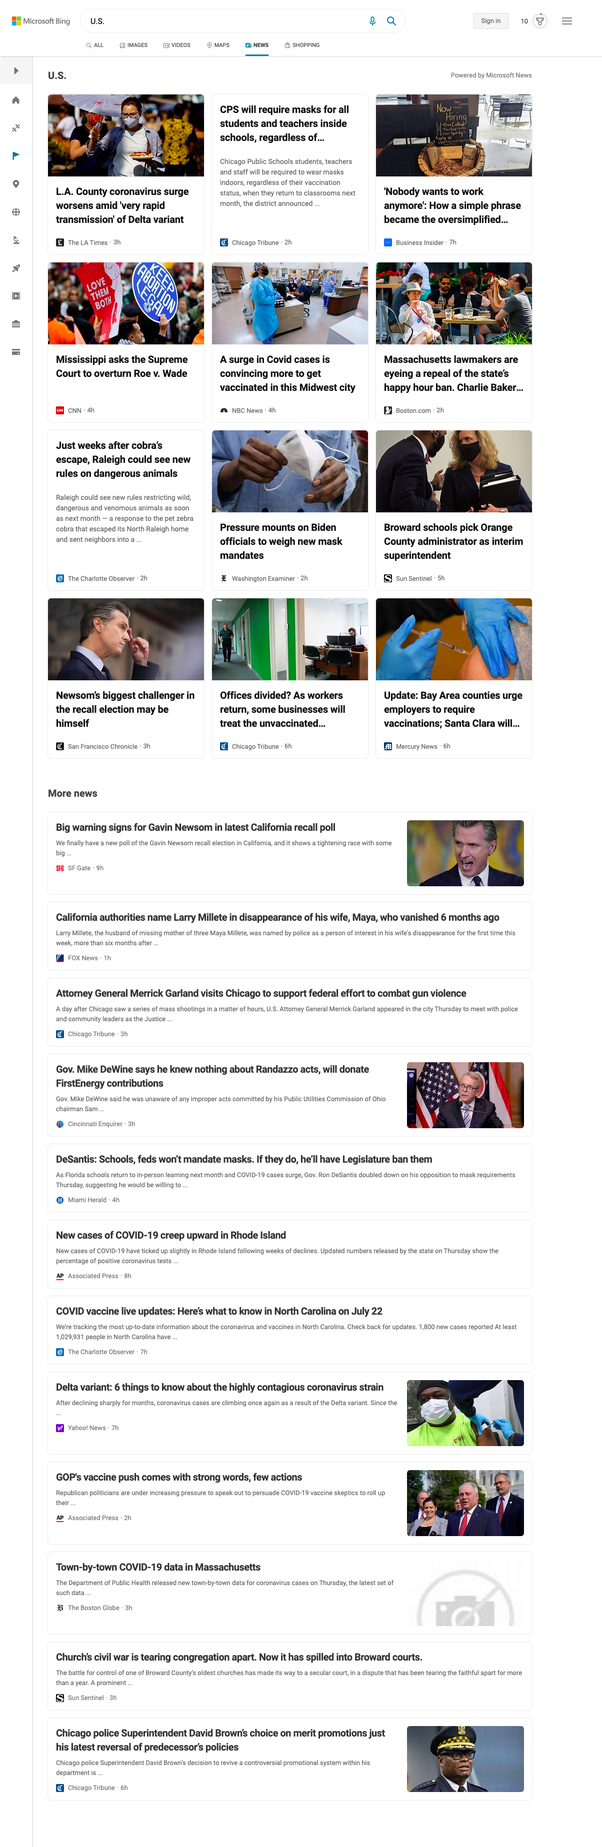 Microsoft Bing
U.S.
Sign in
10
ALL
IMAGES
VIDEOS
MAPS
NEWS
SHOPPING
U.S.
Powered by Microsoft News
L.A. County coronavirus surge
worsens amid 'very rapid
transmission' of Delta variant
The LA Times · 3h
CPS will require masks for all
students and teachers inside
schools, regardless of...
Chicago Public Schools students, teachers
and staff will be required to wear masks
indoors, regardless of their vaccination
status, when they return to classrooms next
month, the district announced ...
Chicago Tribune · 2h
Now
Hiring
'Nobody wants to work
anymore': How a simple phrase
became the oversimplified...
Business Insider · 7h
LOVE
THEM
BOTH
KEEP
ABORTION
LEGAL
Mississippi asks the Supreme
Court to overturn Roe v. Wade
CNN · 4h
A surge in Covid cases is
convincing more to get
vaccinated in this Midwest city
NBC News · 4h
Massachusetts lawmakers are
eyeing a repeal of the state's
happy hour ban. Charlie Baker...
Boston.com · 2h
Just weeks after cobra's
escape, Raleigh could see new
rules on dangerous animals
Raleigh could see new rules restricting wild,
dangerous and venomous animals as soon
as next month — a response to the pet zebra
cobra that escaped its North Raleigh home
and sent neighbors into a ...
The Charlotte Observer · 2h
Pressure mounts on Biden
officials to weigh new mask
mandates
Washington Examiner · 2h
Broward schools pick Orange
County administrator as interim
superintendent
Sun Sentinel · 5h
Newsom's biggest challenger in
the recall election may be
himself
San Francisco Chronicle · 3h
Offices divided? As workers
return, some businesses will
treat the unvaccinated...
Chicago Tribune · 6h
Update: Bay Area counties urge
employers to require
vaccinations; Santa Clara will...
Mercury News · 6h
More news
Big warning signs for Gavin Newsom in latest California recall poll
We finally have a new poll of the Gavin Newsom recall election in California, and it shows a tightening race with some
big ...
SF Gate · 9h
California authorities name Larry Millete in disappearance of his wife, Maya, who vanished 6 months ago
Larry Millete, the husband of missing mother of three Maya Millete, was named by police as a person of interest in his wife's disappearance for the first time this
week, more than six months after ...
FOX News · 1h
Attorney General Merrick Garland visits Chicago to support federal effort to combat gun violence
A day after Chicago saw a series of mass shootings in a matter of hours, U.S. Attorney General Merrick Garland appeared in the city Thursday to meet with police
and community leaders as the Justice ...
Chicago Tribune · 3h
Gov. Mike DeWine says he knew nothing about Randazzo acts, will donate
FirstEnergy contributions
Gov. Mike DeWine said he was unaware of any improper acts committed by his Public Utilities Commission of Ohio
chairman Sam ...
Cincinnati Enquirer · 3h
DeSantis: Schools, feds won't mandate masks. If they do, he'll have Legislature ban them
As Florida schools return to in-person learning next month and COVID-19 cases surge, Gov. Ron DeSantis doubled down on his opposition to mask requirements
Thursday, suggesting he would be willing to ...
Miami Herald · 4h
New cases of COVID-19 creep upward in Rhode Island
New cases of COVID-19 have ticked up slightly in Rhode Island following weeks of declines. Updated numbers released by the state on Thursday show the
percentage of positive coronavirus tests ...
AP Associated Press · 8h
COVID vaccine live updates: Here's what to know in North Carolina on July 22
We're tracking the most up-to-date information about the coronavirus and vaccines in North Carolina. Check back for updates. 1,800 new cases reported At least
1,029,931 people in North Carolina have ...
The Charlotte Observer · 7h
Delta variant: 6 things to know about the highly contagious coronavirus strain
After declining sharply for months, coronavirus cases are climbing once again as a result of the Delta variant. Since the
...
Yahoo! News · 7h
GOP's vaccine push comes with strong words, few actions
Republican politicians are under increasing pressure to speak out to persuade COVID-19 vaccine skeptics to roll up
their ...
AP Associated Press · 2h
Town-by-town COVID-19 data in Massachusetts
The Department of Public Health released new town-by-town data for coronavirus cases on Thursday, the latest set of
such data ...
The Boston Globe · 3h
Church's civil war is tearing congregation apart. Now it has spilled into Broward courts.
The battle for control of one of Broward County's oldest churches has made its way to a secular court, in a dispute that has been tearing the faithful apart for more
than a year. A prominent ...
Sun Sentinel · 3h
Chicago police Superintendent David Brown's choice on merit promotions just
his latest reversal of predecessor's policies
Chicago police Superintendent David Brown's decision to revive a controversial promotional system within his
department is ...
Chicago Tribune · 6h